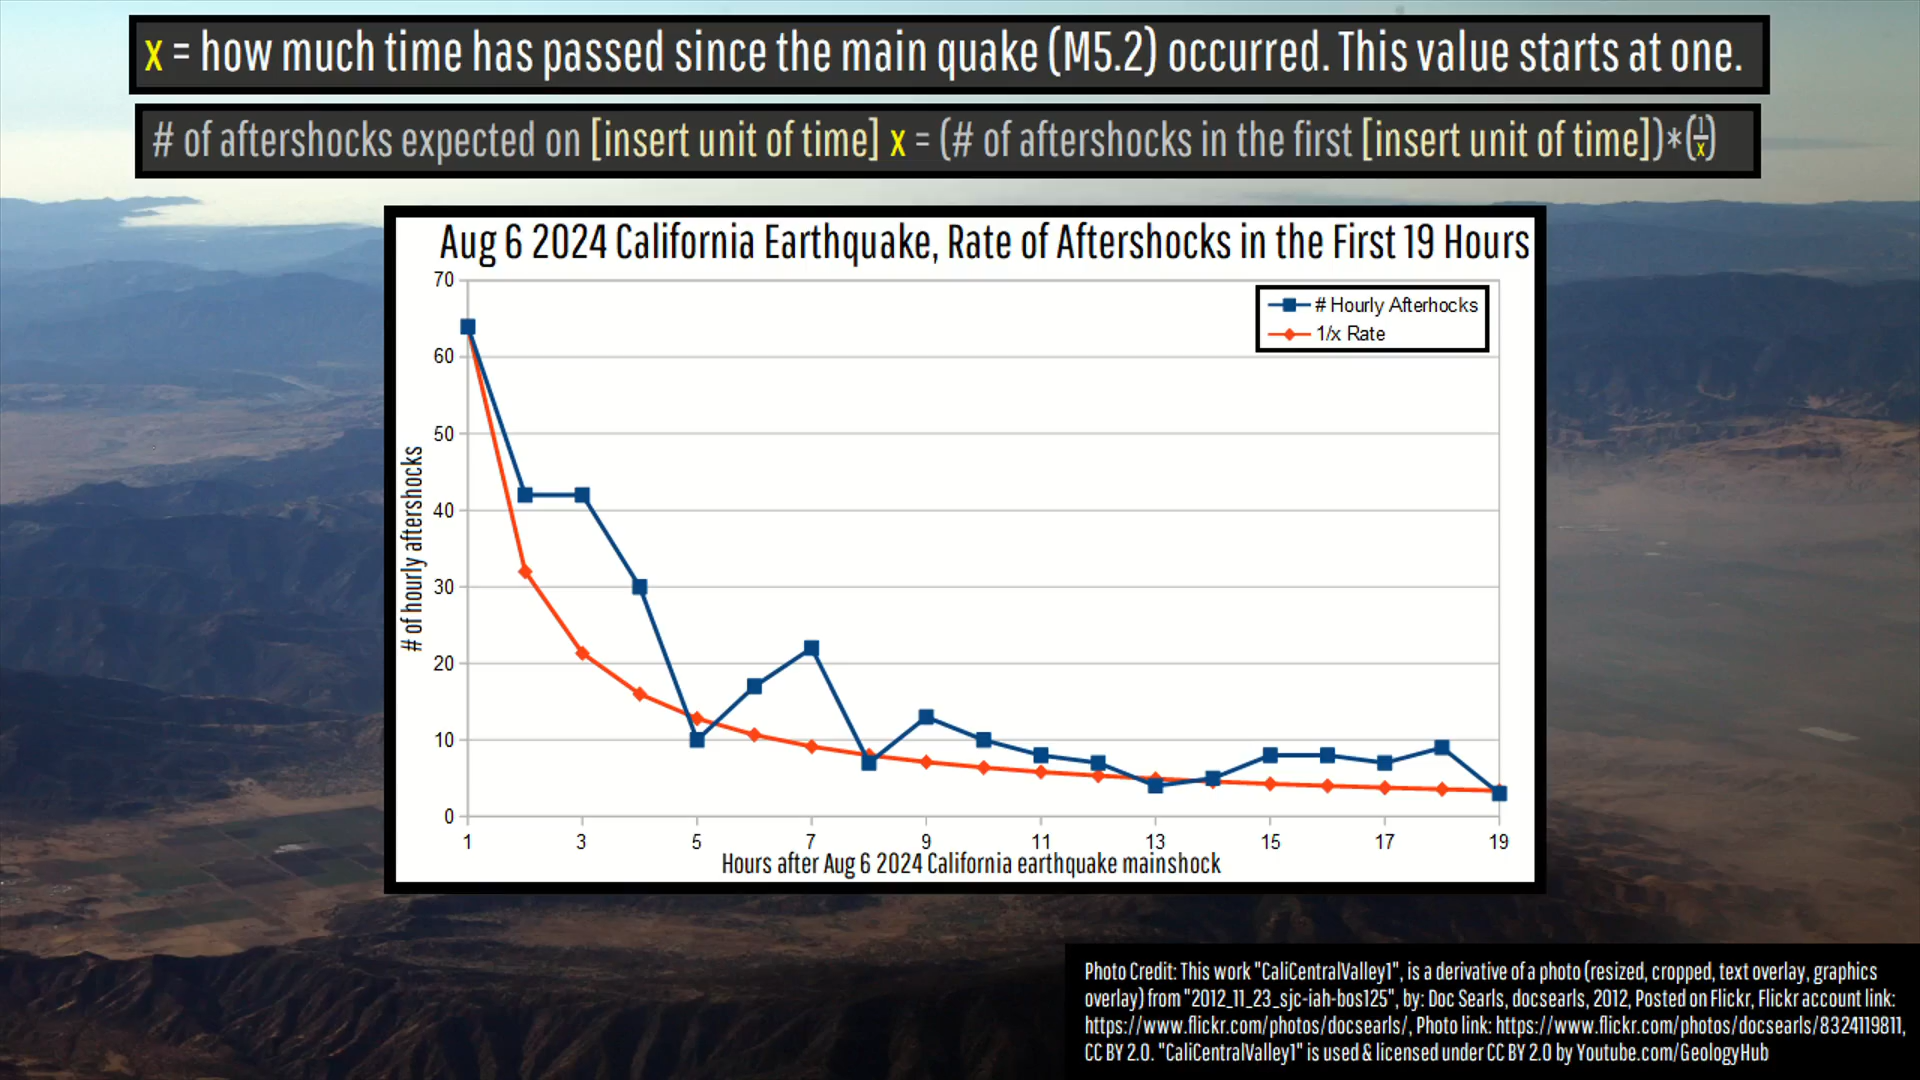 x = how much time has passed since the main quake (M5.2) occurred. This value starts at one.
# of aftershocks expected on [insert unit of time] x = (# of aftershocks in the first [insert unit of time])*(1/x)
Aug 6 2024 California Earthquake, Rate of Aftershocks in the First 19 Hours
# Hourly Afterhocks
1/x Rate
# of hourly aftershocks
70
60
50
40
30
20
10
0
1 3 5 7 9 11 13 15 17 19
Hours after Aug 6 2024 California earthquake mainshock
Photo Credit: This work "CaliCentralValley1", is a derivative of a photo (resized, cropped, text overlay, graphics
overlay) from "2012_11_23_sjc-iah-bos125", by: Doc Searls, docsearls, 2012, Posted on Flickr, Flickr account link:
https://www.flickr.com/photos/docsearls/, Photo link: https://www.flickr.com/photos/docsearls/8324119811,
CC BY 2.0. "CaliCentralValley1" is used & licensed under CC BY 2.0 by Youtube.com/GeologyHub